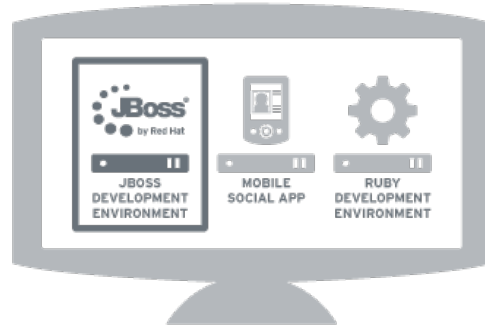 JBoss
by Red Hat
JBOSS
DEVELOPMENT
ENVIRONMENT
MOBILE
SOCIAL APP
RUBY
DEVELOPMENT
ENVIRONMENT